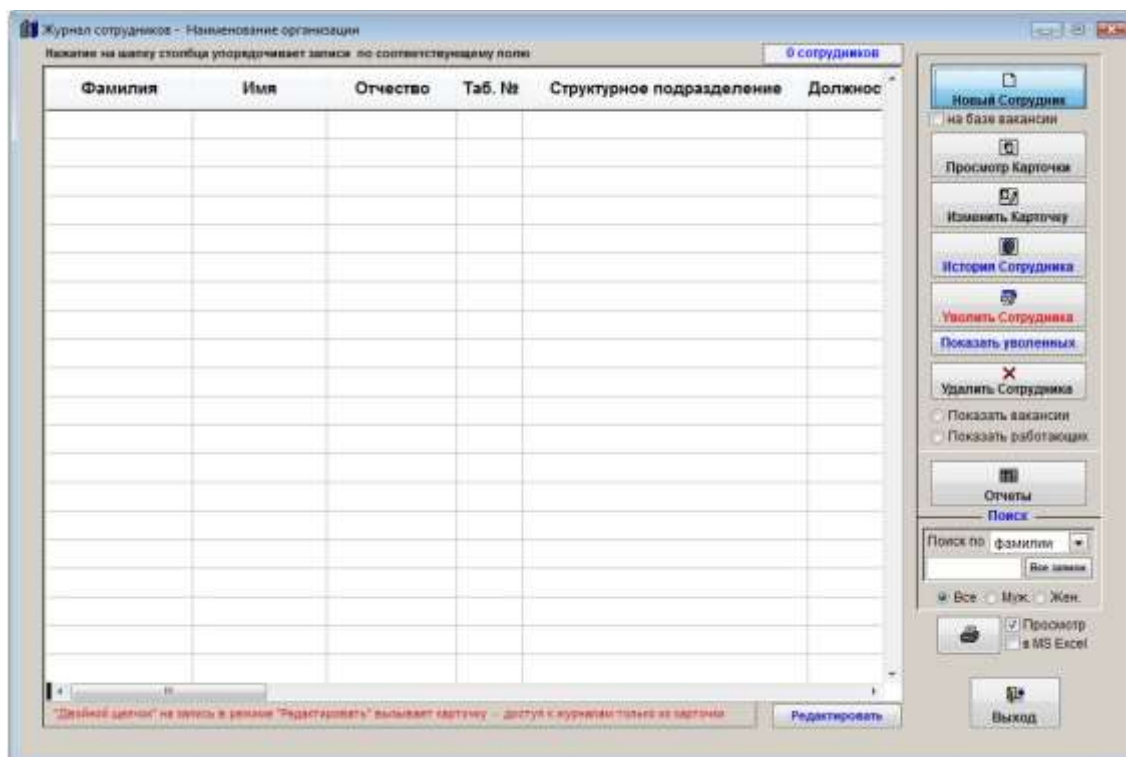 Журнал сотрудников - Наименование организации
Нажатие на шапку столбца упорядочивает записи по соответствующему полю
0 сотрудников
Фамилия Имя Отчество Таб. № Структурное подразделение Должнос
Новый Сотрудник
на базе вакансии
Просмотр Карточки
Изменить Карточку
История Сотрудника
Уволить Сотрудника
Показать уволенных
Удалить Сотрудника
Показать вакансии
Показать работающих
Отчеты
Поиск
Поиск по фамилии
Все записи
Все Муж. Жен.
Просмотр
в MS Excel
"Двойной щелчок" на запись в режиме "Редактировать" вызывает карточку - доступ к журналам только из карточки
Редактировать
Выход